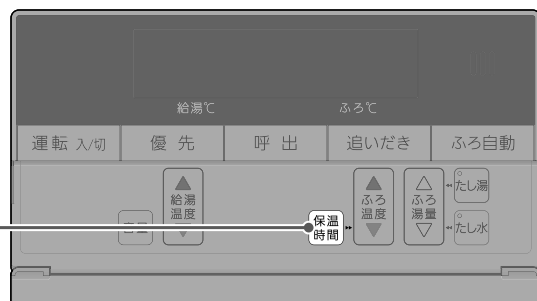 給湯℃
ふろ℃
運転 入/切
優先
呼出
追いだき
ふろ自動
給湯
温度
音量
保温
時間
ふろ
温度
ふろ
湯量
たし湯
たし水